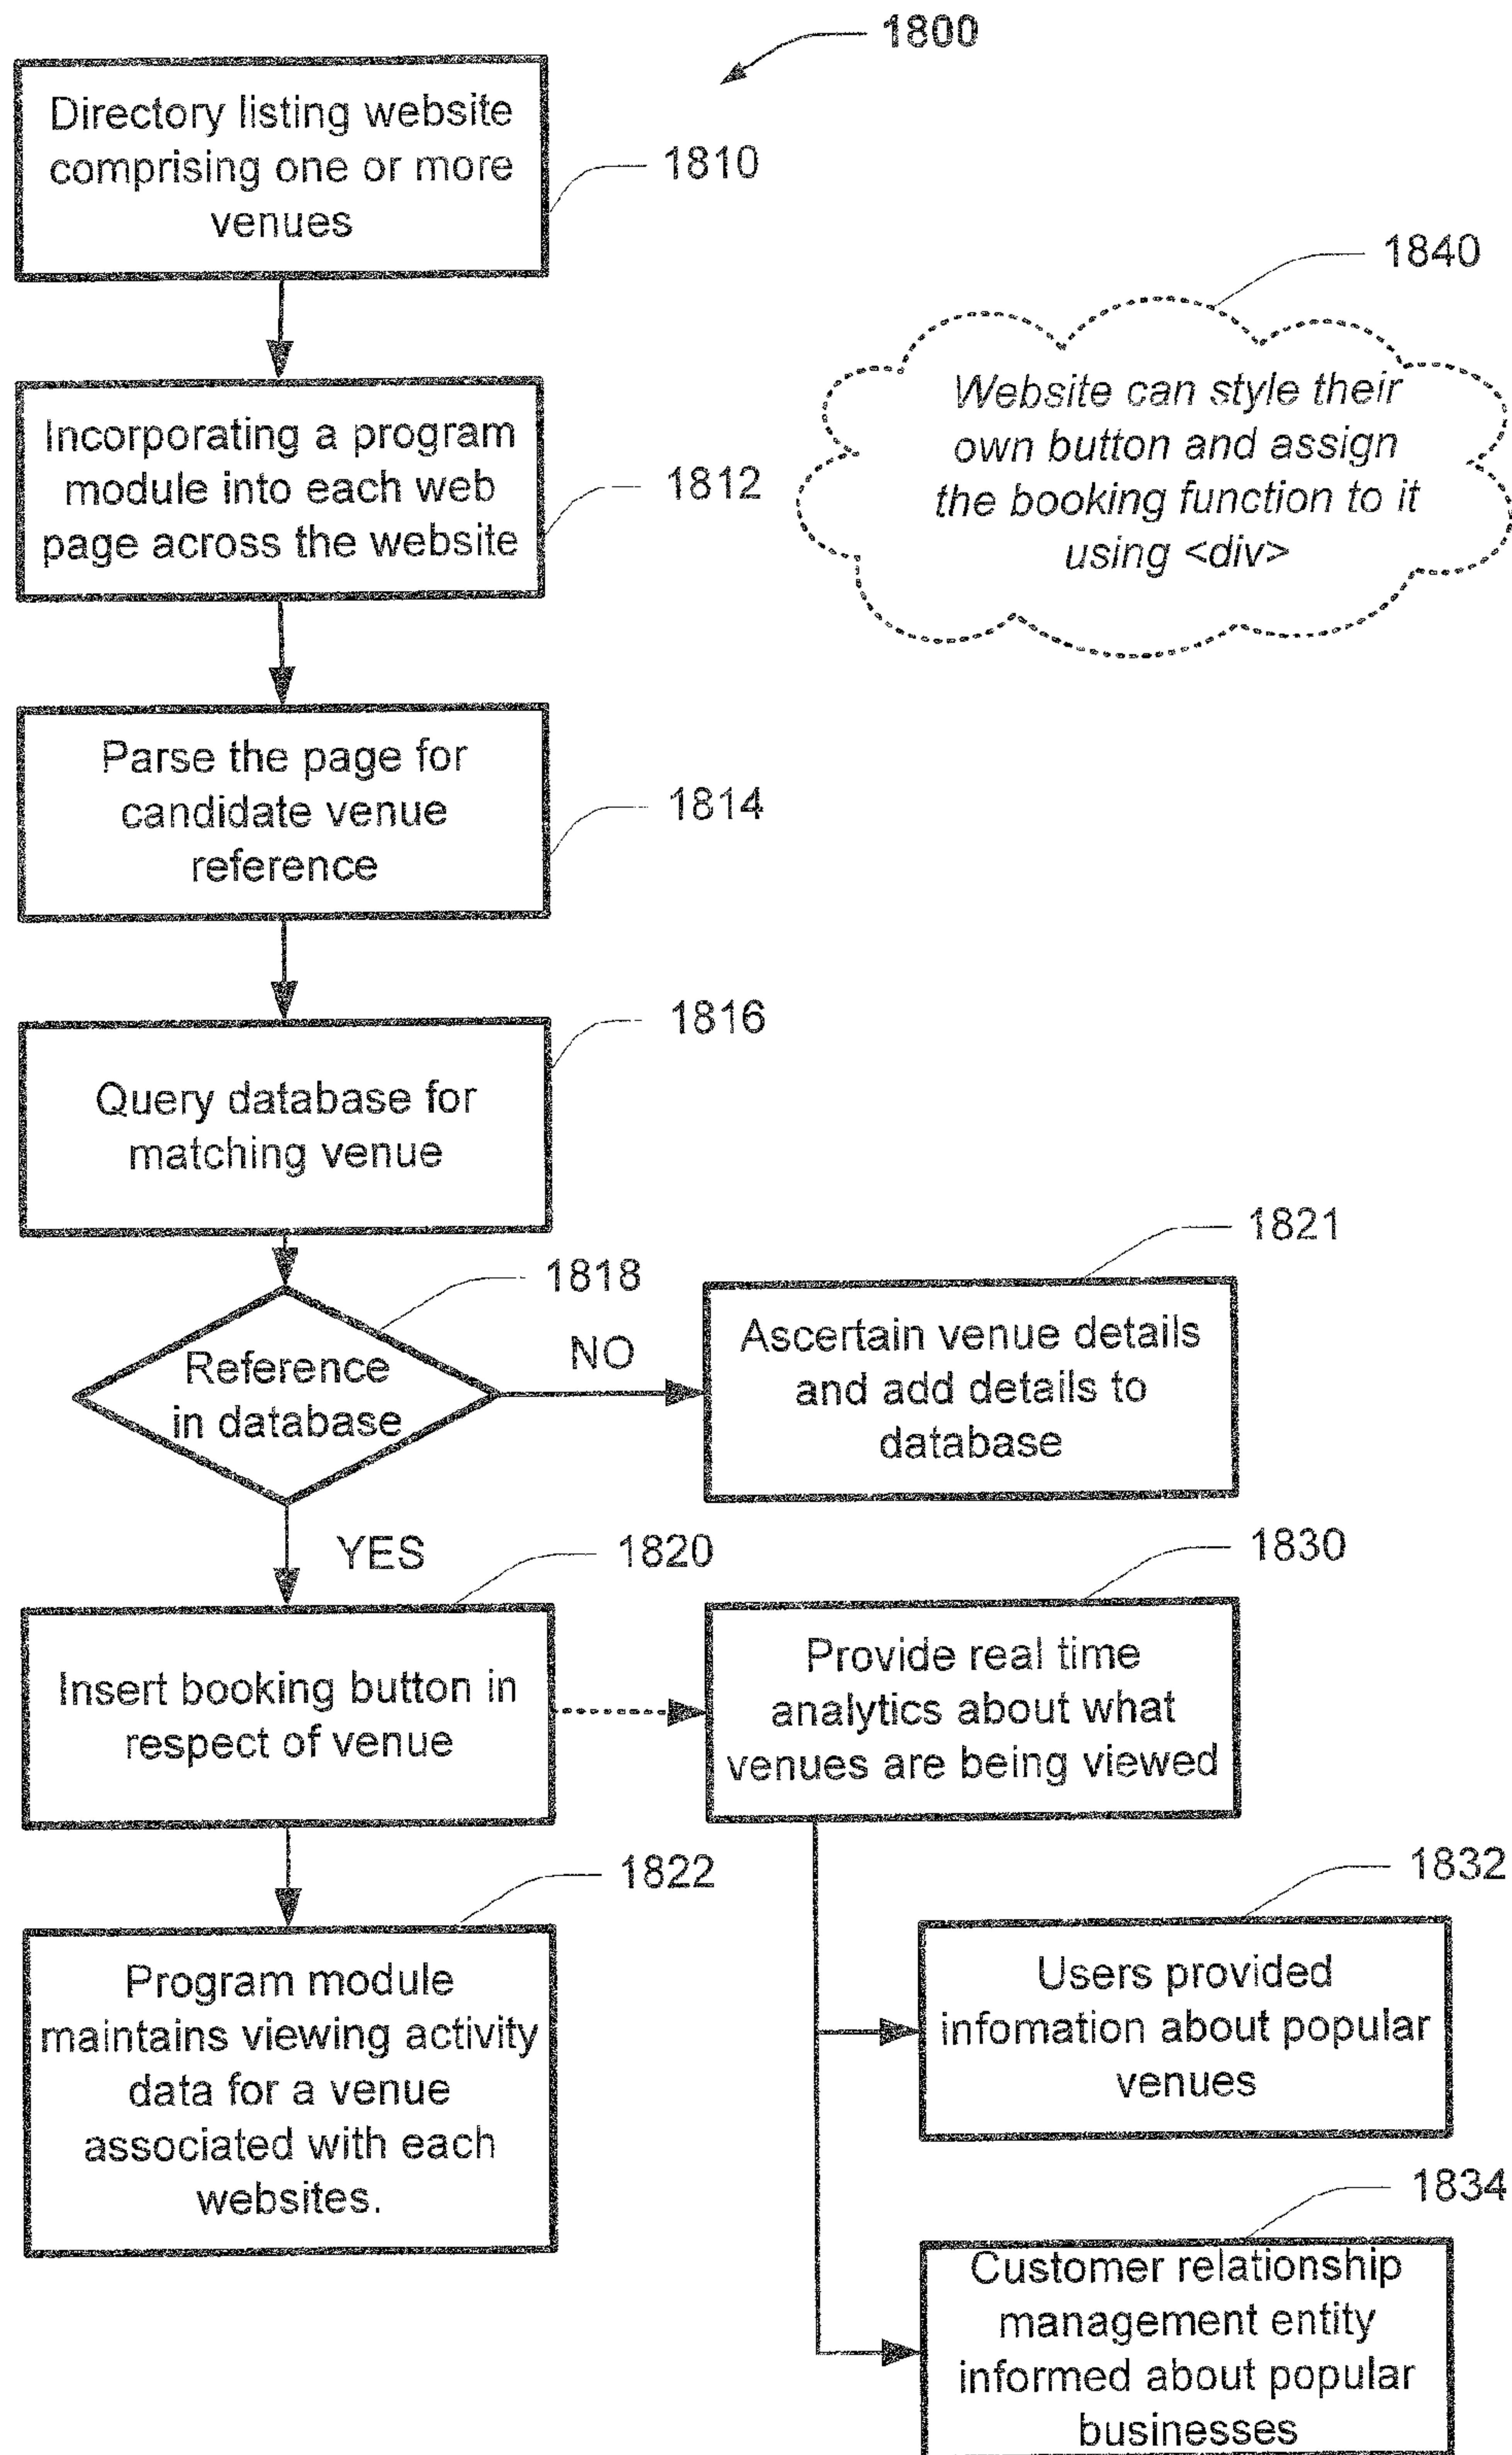 1800
Directory listing website
comprising one or more
venues
1810
1840
Website can style their
own button and assign
the booking function to it
using <div>
Incorporating a program
module into each web
page across the website
1812
Parse the page for
candidate venue
reference
1814
1816
Query database for
matching venue
1818
Reference
in database
NO
1821
Ascertain venue details
and add details to
database
YES
1820
Insert booking button in
respect of venue
1830
Provide real time
analytics about what
venues are being viewed
1822
Program module
maintains viewing activity
data for a venue
associated with each
websites.
1832
Users provided
infomation about popular
venues
1834
Customer relationship
management entity
informed about popular
businesses